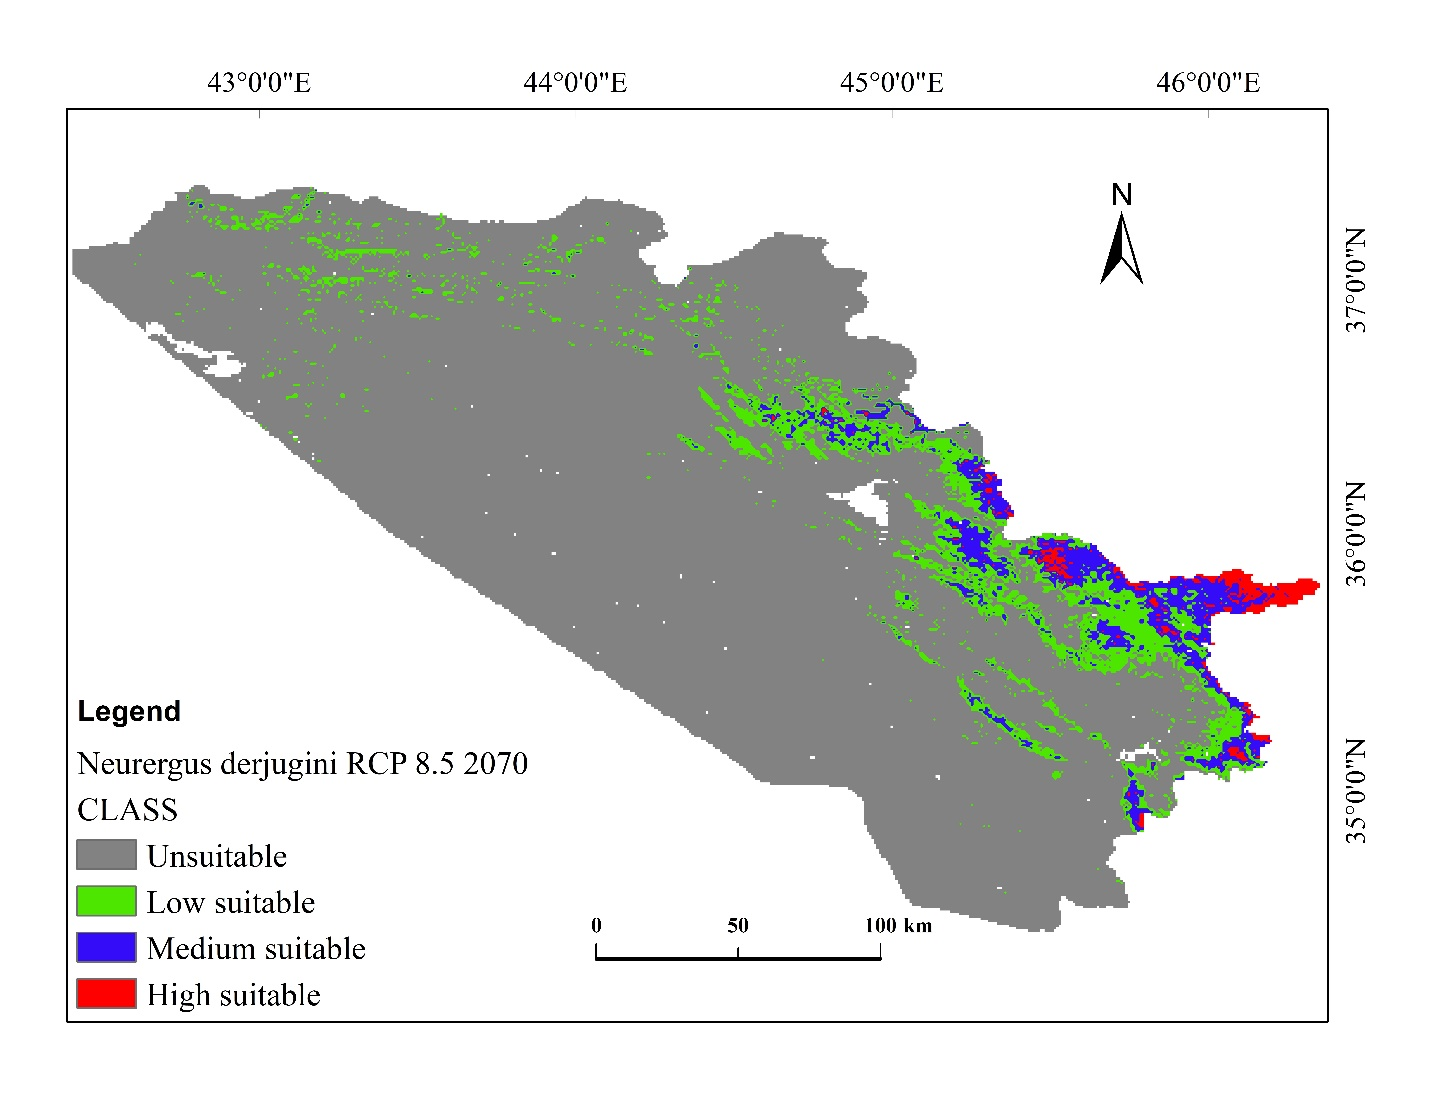 43°0'0"E 44°0'0"E 45°0'0"E 46°0'0"E
N
37°0'0"N
36°0'0"N
35°0'0"N
Legend
Neurergus derjugini RCP 8.5 2070
CLASS
Unsuitable
Low suitable
Medium suitable
High suitable
0 50 100 km